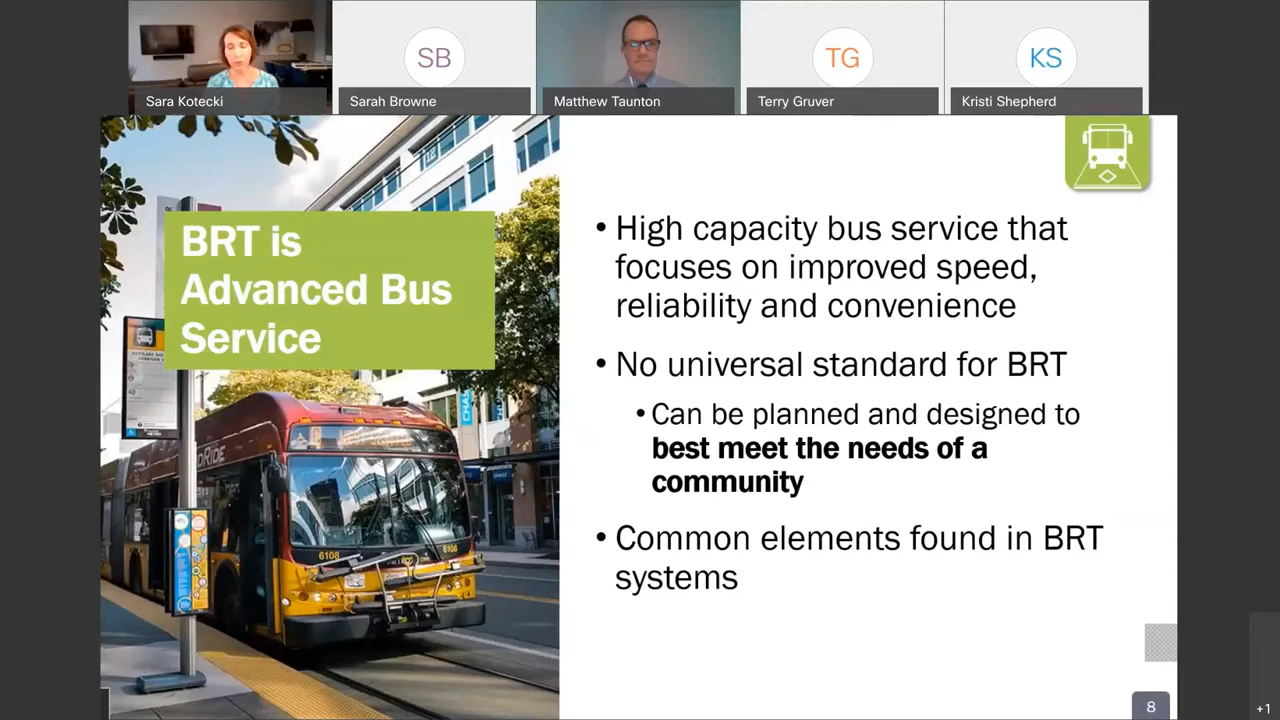 SB
TG
KS
Sara Kotecki
Sarah Browne
Matthew Taunton
Terry Gruver
Kristi Shepherd
BRT is
Advanced Bus
Service
• High capacity bus service that
focuses on improved speed,
reliability and convenience
• No universal standard for BRT
• Can be planned and designed to
best meet the needs of a
community
• Common elements found in BRT
systems
6108
6108
8
+1